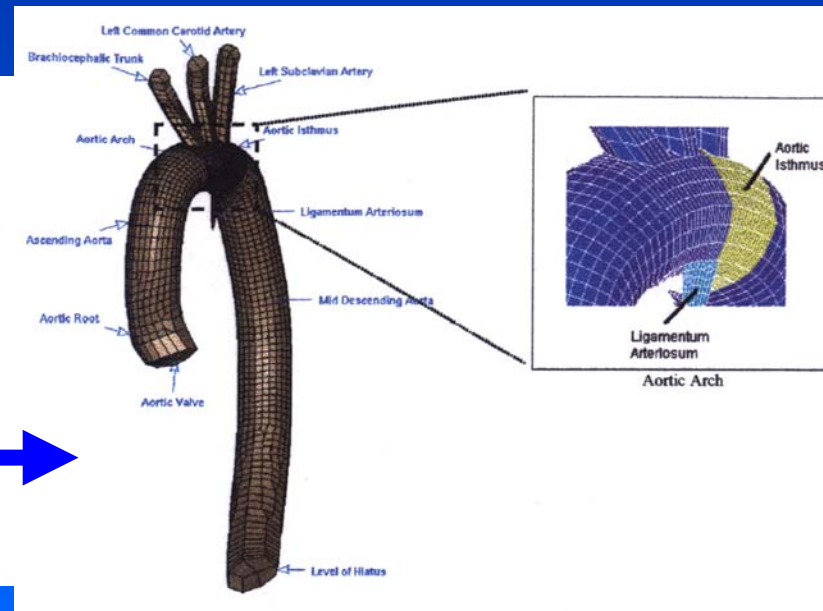 Left Common Carotid Artery
Brachiocephalic Trunk
Left Subclavian Artery
Aortic Arch
Aortic Isthmus
Ligamentum Arteriosum
Ascending Aorta
Mid Descending Aorta
Aortic Root
Aortic Valve
Level of Hiatus
Aortic
Isthmus
Ligamentum
Arteriosum
Aortic Arch